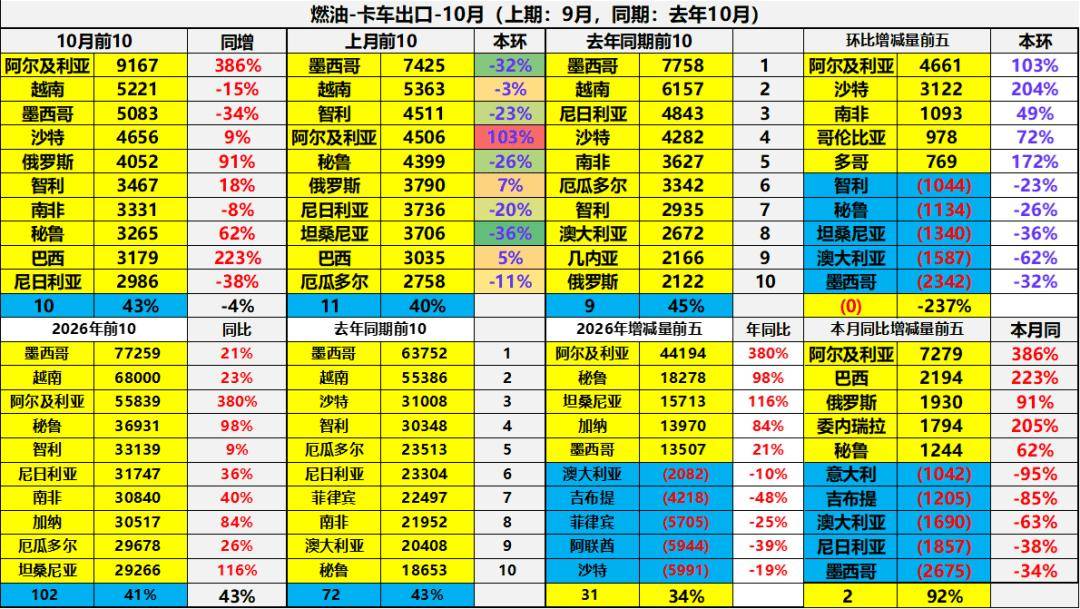 燃油-卡车出口-10月（上期：9月，同期：去年10月）
10月前10 同增 上月前10 本环 去年同期前10 环比增减量前五 本环
阿尔及利亚 9167 386% 墨西哥 7425 -32% 墨西哥 7758 1 阿尔及利亚 4661 103%
越南 5221 -15% 越南 5363 -3% 越南 6157 2 沙特 3122 204%
墨西哥 5083 -34% 智利 4511 -23% 尼日利亚 4843 3 南非 1093 49%
沙特 4656 9% 阿尔及利亚 4506 103% 沙特 4282 4 哥伦比亚 978 72%
俄罗斯 4052 91% 秘鲁 4399 -26% 南非 3627 5 多哥 769 172%
智利 3467 18% 俄罗斯 3790 7% 厄瓜多尔 3342 6 智利 (1044) -23%
南非 3331 -8% 尼日利亚 3736 -20% 智利 2935 7 秘鲁 (1134) -26%
秘鲁 3265 62% 坦桑尼亚 3706 -36% 澳大利亚 2672 8 坦桑尼亚 (1340) -36%
巴西 3179 223% 巴西 3035 5% 几内亚 2166 9 澳大利亚 (1587) -62%
尼日利亚 2986 -38% 厄瓜多尔 2758 -11% 俄罗斯 2122 10 墨西哥 (2342) -32%
10 43% -4% 11 40% 9 45% (0) -237%
2026年前10 同比 去年同期前10 2026年增减量前五 年同比 本月同比增减量前五 本月同
墨西哥 77259 21% 墨西哥 63752 1 阿尔及利亚 44194 380% 阿尔及利亚 7279 386%
越南 68000 23% 越南 55386 2 秘鲁 18278 98% 巴西 2194 223%
阿尔及利亚 55839 380% 沙特 31008 3 坦桑尼亚 15713 116% 俄罗斯 1930 91%
秘鲁 36931 98% 智利 30348 4 加纳 13970 84% 委内瑞拉 1794 205%
智利 33139 9% 厄瓜多尔 23513 5 墨西哥 13507 21% 秘鲁 1244 62%
尼日利亚 31747 36% 尼日利亚 23304 6 澳大利亚 (2082) -10% 意大利 (1042) -95%
南非 30840 40% 菲律宾 22497 7 吉布提 (4218) -48% 吉布提 (1205) -85%
加纳 30517 84% 南非 21952 8 菲律宾 (5705) -25% 澳大利亚 (1690) -63%
厄瓜多尔 29678 26% 澳大利亚 20408 9 阿联酋 (5944) -39% 尼日利亚 (1857) -38%
坦桑尼亚 29266 116% 秘鲁 18653 10 沙特 (5991) -19% 墨西哥 (2675) -34%
102 41% 43% 72 43% 31 34% 2 92%